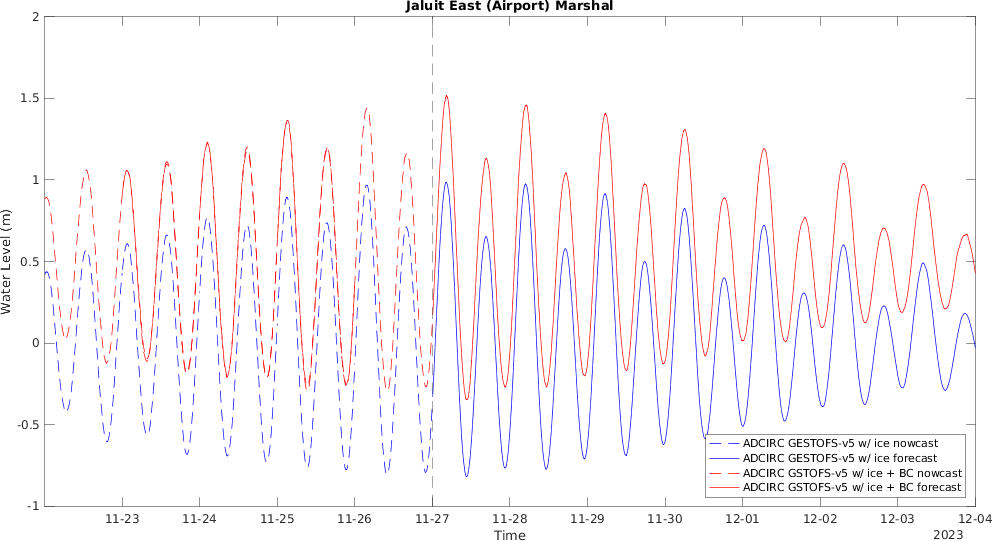 Jaluit East (Airport) Marshal
2
1.5
1
0.5
0
-0.5
-1
Water Level (m)
11-23 11-24 11-25 11-26 11-27 11-28 11-29 11-30 12-01 12-02 12-03 12-04
Time
2023
ADCIRC GESTOFS-v5 w/ ice nowcast
ADCIRC GESTOFS-v5 w/ ice forecast
ADCIRC GSTOFS-v5 w/ ice + BC nowcast
ADCIRC GSTOFS-v5 w/ ice + BC forecast